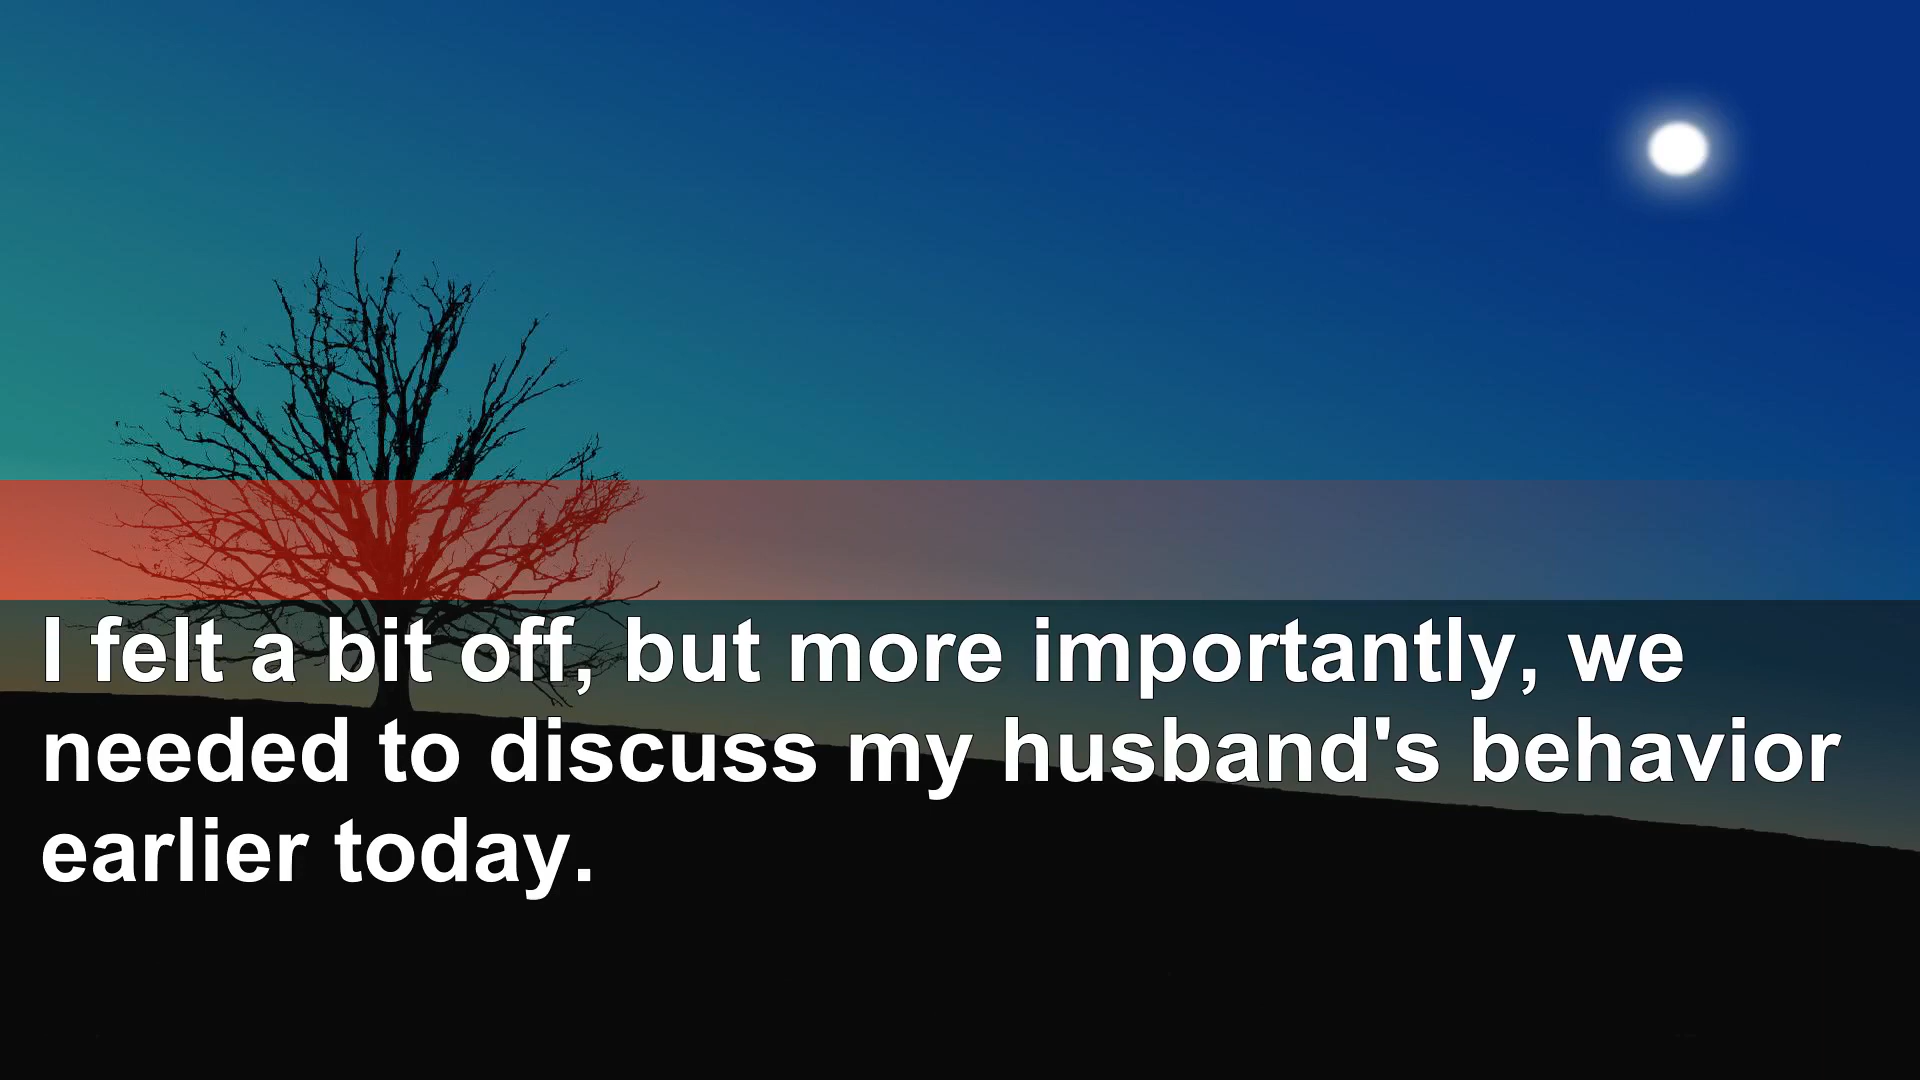 I felt a bit off, but more importantly, we
needed to discuss my husband's behavior
earlier today.